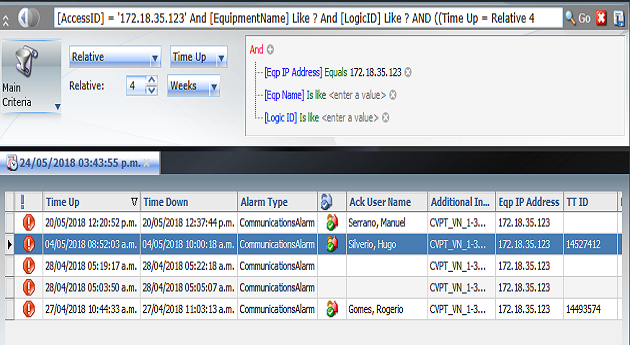 [AccessID] = '172.18.35.123' And [EquipmentName] Like ? And [LogicID] Like ? AND ((Time Up = Relative 4 Go
Relative Time Up And
[Eqp IP Address] Equals 172.18.35.123
Main Criteria Relative: 4 Weeks [Eqp Name] Is like <enter a value>
[Logic ID] Is like <enter a value>
24/05/2018 03:43:55 p.m.
! Time Up Time Down Alarm Type Ack User Name Additional In... Eqp IP Address TT ID
20/05/2018 12:20:52 p.m. 20/05/2018 12:37:44 p.m. CommunicationsAlarm Serrano, Manuel CVPT_VN_1-3... 172.18.35.123
04/05/2018 08:52:03 a.m. 04/05/2018 10:00:18 a.m. CommunicationsAlarm Silverio, Hugo CVPT_VN_1-3... 172.18.35.123 14527412
28/04/2018 05:19:17 a.m. 28/04/2018 05:22:18 a.m. CommunicationsAlarm CVPT_VN_1-3... 172.18.35.123
28/04/2018 05:03:50 a.m. 28/04/2018 05:05:07 a.m. CommunicationsAlarm CVPT_VN_1-3... 172.18.35.123
27/04/2018 10:44:33 a.m. 27/04/2018 11:03:13 a.m. CommunicationsAlarm Gomes, Rogerio CVPT_VN_1-3... 172.18.35.123 14493574